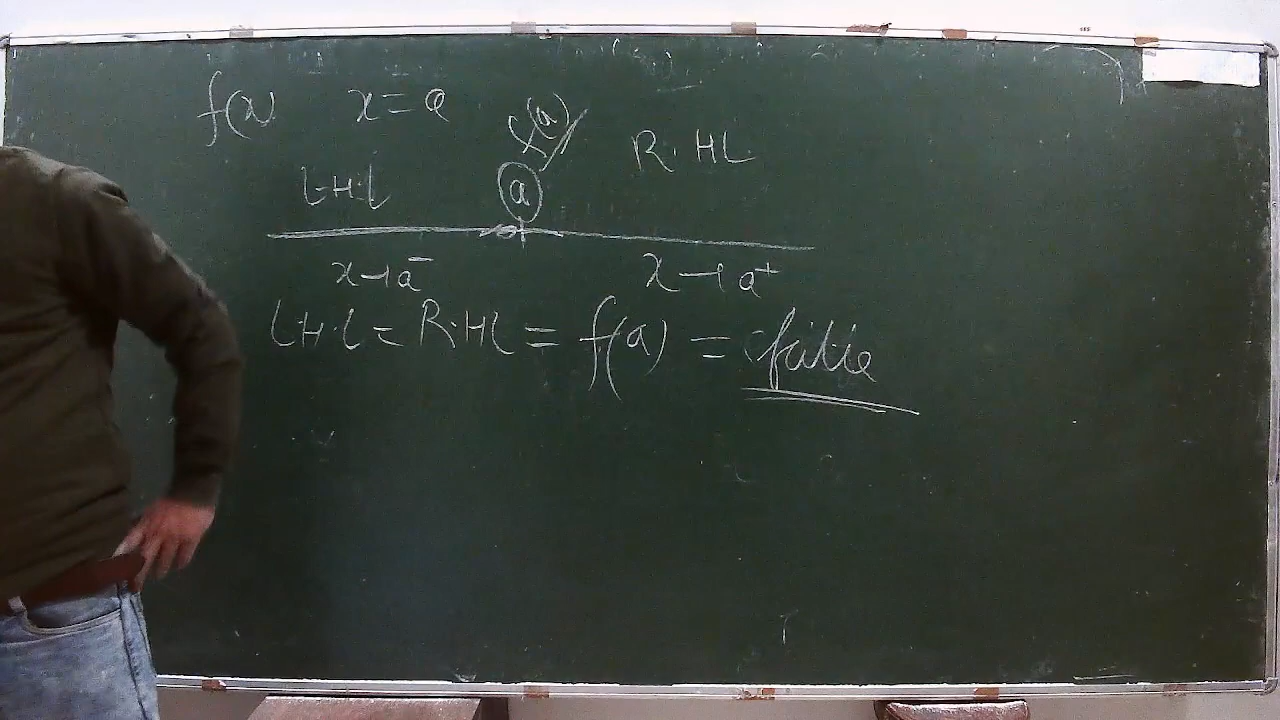 f(x) x = a f(a)
L.H.L a R.HL
x→a⁻ x→a⁺
L.H.L = R.HL = f(a) = finite